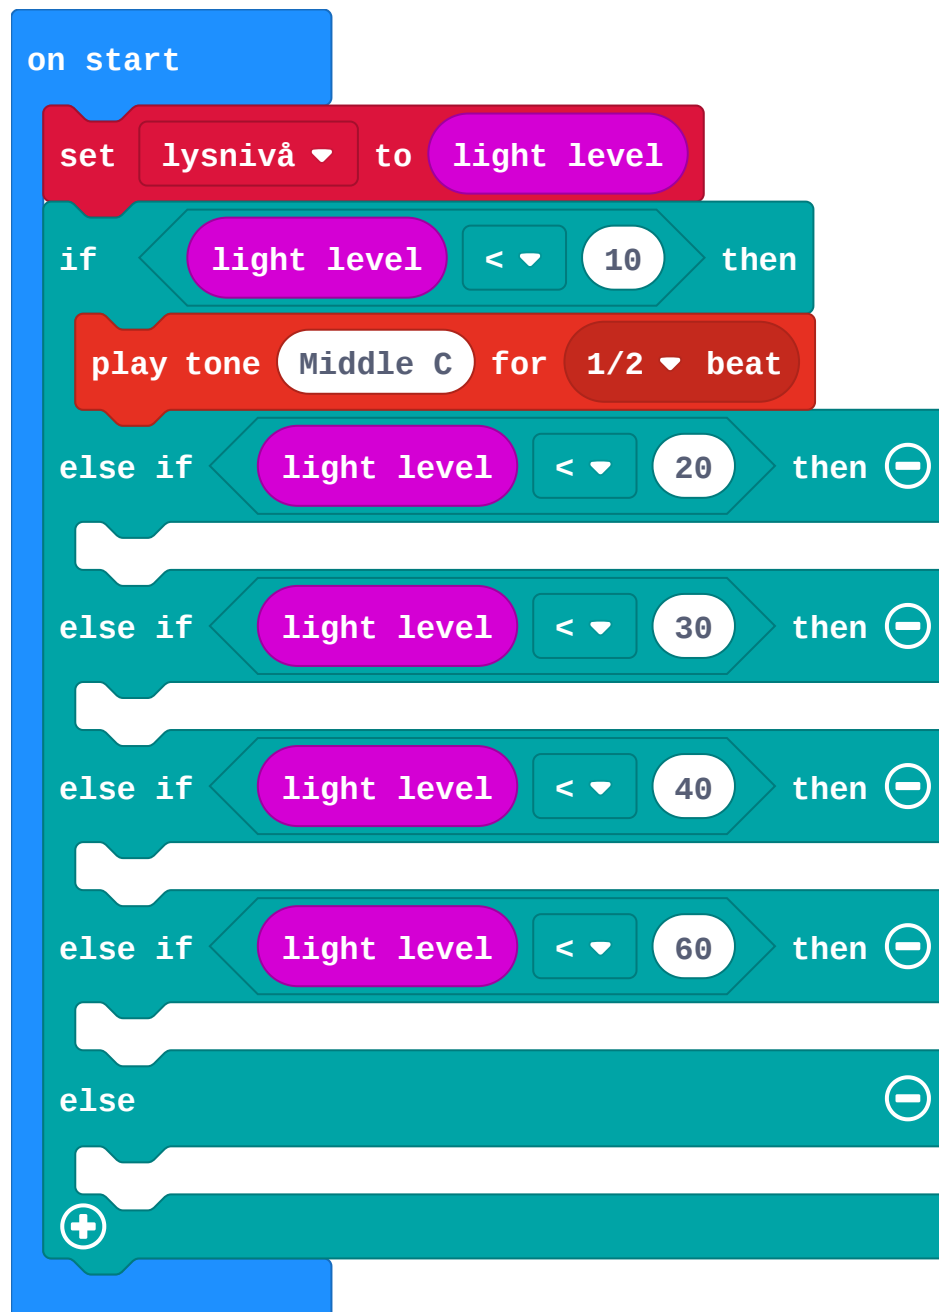 on start
set lysnivå to light level
if light level < 10 then
play tone Middle C for 1/2 beat
else if light level < 20 then
else if light level < 30 then
else if light level < 40 then
else if light level < 60 then
else